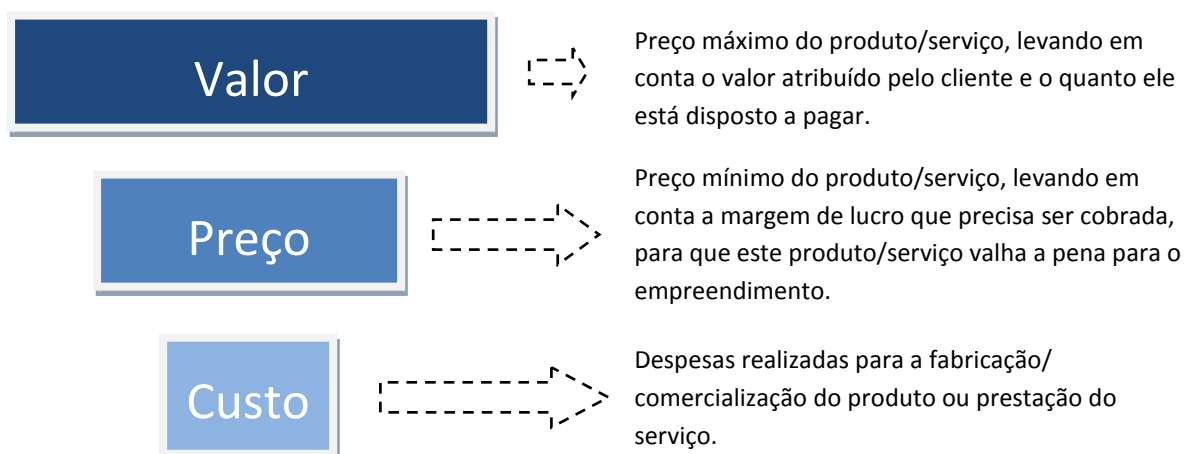 Valor
Preço máximo do produto/serviço, levando em
conta o valor atribuído pelo cliente e o quanto ele
está disposto a pagar.
Preço
Preço mínimo do produto/serviço, levando em
conta a margem de lucro que precisa ser cobrada,
para que este produto/serviço valha a pena para o
empreendimento.
Custo
Despesas realizadas para a fabricação/
comercialização do produto ou prestação do
serviço.